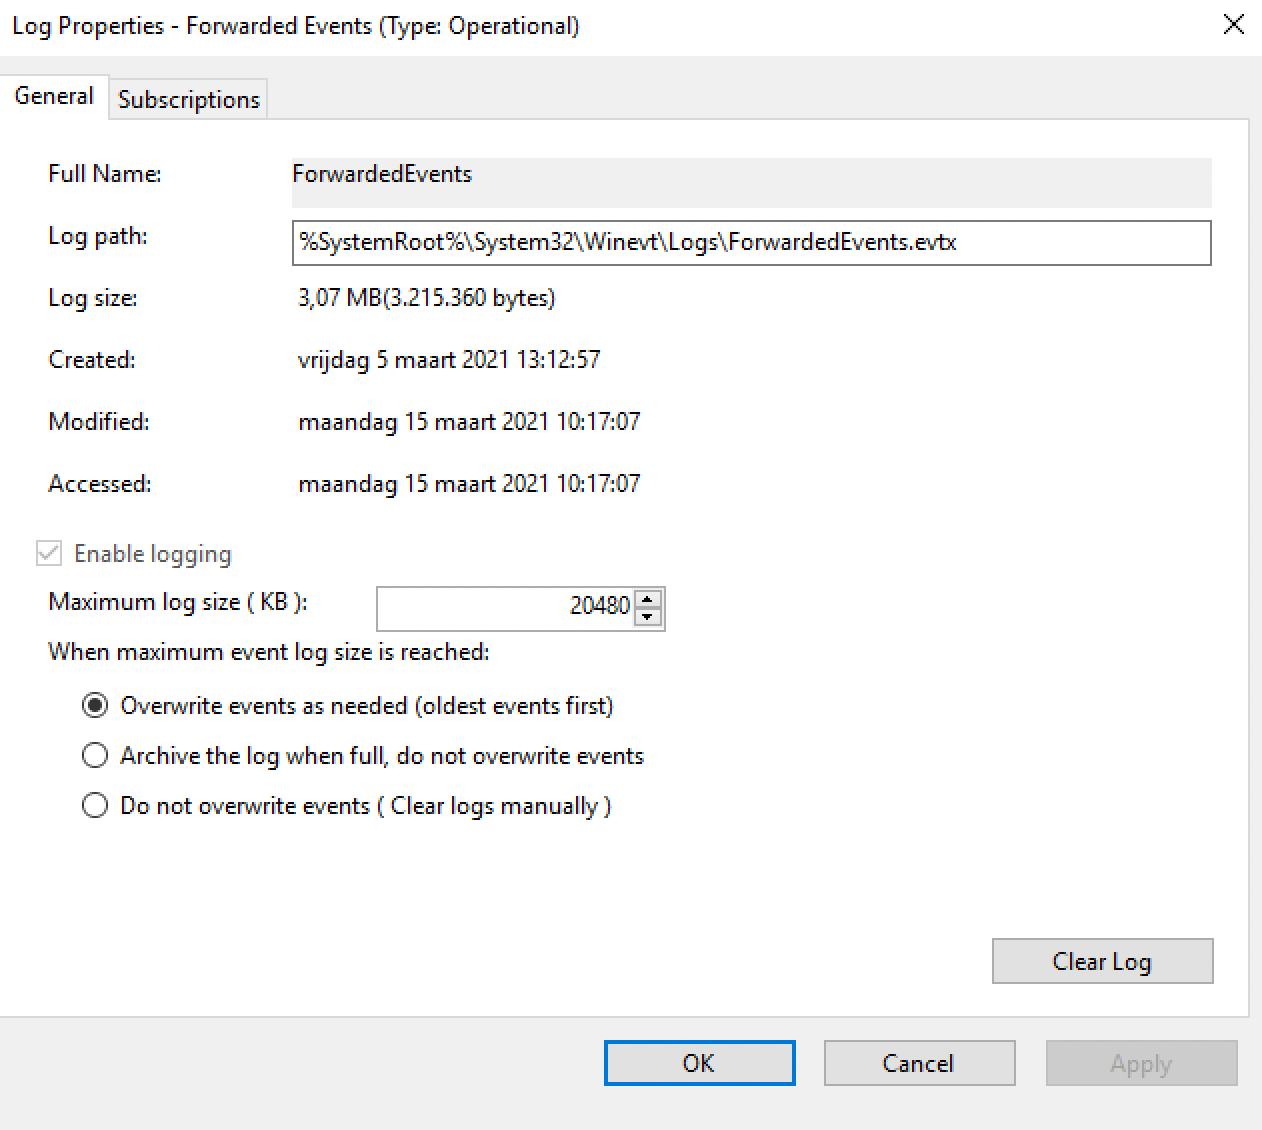 Log Properties - Forwarded Events (Type: Operational)
General
Subscriptions
Full Name: ForwardedEvents
Log path: %SystemRoot%\System32\Winevt\Logs\ForwardedEvents.evtx
Log size: 3,07 MB(3.215.360 bytes)
Created: vrijdag 5 maart 2021 13:12:57
Modified: maandag 15 maart 2021 10:17:07
Accessed: maandag 15 maart 2021 10:17:07
Enable logging
Maximum log size ( KB ): 20480
When maximum event log size is reached:
Overwrite events as needed (oldest events first)
Archive the log when full, do not overwrite events
Do not overwrite events ( Clear logs manually )
Clear Log
OK Cancel Apply